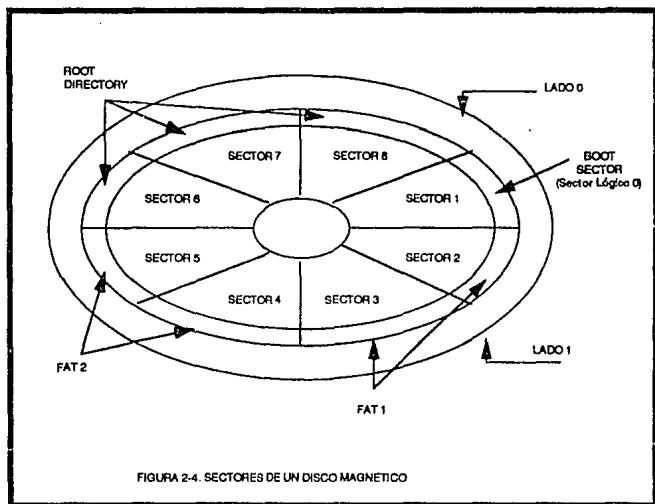 ROOT
DIRECTORY
LADO 0
SECTOR 7
SECTOR 8
BOOT
SECTOR
(Sector Lógico 0)
SECTOR 6
SECTOR 1
SECTOR 5
SECTOR 2
SECTOR 4
SECTOR 3
FAT 2
LADO 1
FAT 1
FIGURA 2-4. SECTORES DE UN DISCO MAGNETICO